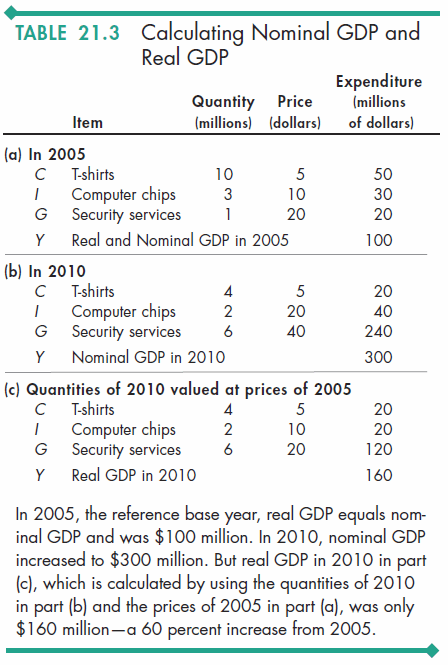 TABLE 21.3 Calculating Nominal GDP and
Real GDP
Expenditure
Quantity Price (millions
Item (millions) (dollars) of dollars)
(a) In 2005
C T-shirts 10 5 50
I Computer chips 3 10 30
G Security services 1 20 20
Y Real and Nominal GDP in 2005 100
(b) In 2010
C T-shirts 4 5 20
I Computer chips 2 20 40
G Security services 6 40 240
Y Nominal GDP in 2010 300
(c) Quantities of 2010 valued at prices of 2005
C T-shirts 4 5 20
I Computer chips 2 10 20
G Security services 6 20 120
Y Real GDP in 2010 160
In 2005, the reference base year, real GDP equals nom-
inal GDP and was $100 million. In 2010, nominal GDP
increased to $300 million. But real GDP in 2010 in part
(c), which is calculated by using the quantities of 2010
in part (b) and the prices of 2005 in part (a), was only
$160 million—a 60 percent increase from 2005.